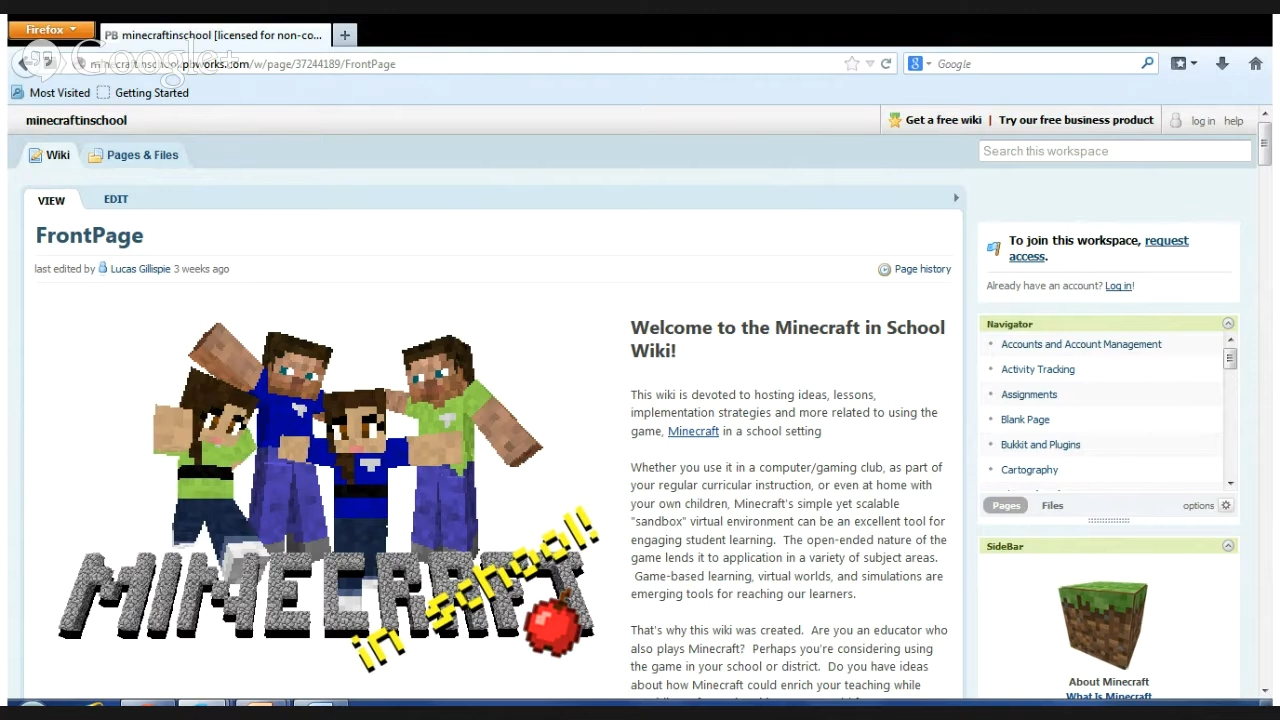 Firefox
PB minecraftinschool [licensed for non-co...
Google+
minecraftinschool.pbworks.com/w/page/37244189/FrontPage
Google
Most Visited
Getting Started
minecraftinschool
Get a free wiki | Try our free business product
log in help
Wiki
Pages & Files
Search this workspace
VIEW
EDIT
FrontPage
last edited by Lucas Gillispie 3 weeks ago
Page history
MINECRAFT
in school!
Welcome to the Minecraft in School
Wiki!
This wiki is devoted to hosting ideas, lessons,
implementation strategies and more related to using the
game, Minecraft in a school setting
Whether you use it in a computer/gaming club, as part of
your regular curricular instruction, or even at home with
your own children, Minecraft's simple yet scalable
"sandbox" virtual environment can be an excellent tool for
engaging student learning. The open-ended nature of the
game lends it to application in a variety of subject areas.
Game-based learning, virtual worlds, and simulations are
emerging tools for reaching our learners.
That's why this wiki was created. Are you an educator who
also plays Minecraft? Perhaps you're considering using
the game in your school or district. Do you have ideas
about how Minecraft could enrich your teaching while
To join this workspace, request
access.
Already have an account? Log in!
Navigator
Accounts and Account Management
Activity Tracking
Assignments
Blank Page
Bukkit and Plugins
Cartography
Pages
Files
options
SideBar
About Minecraft
What Is Minecraft